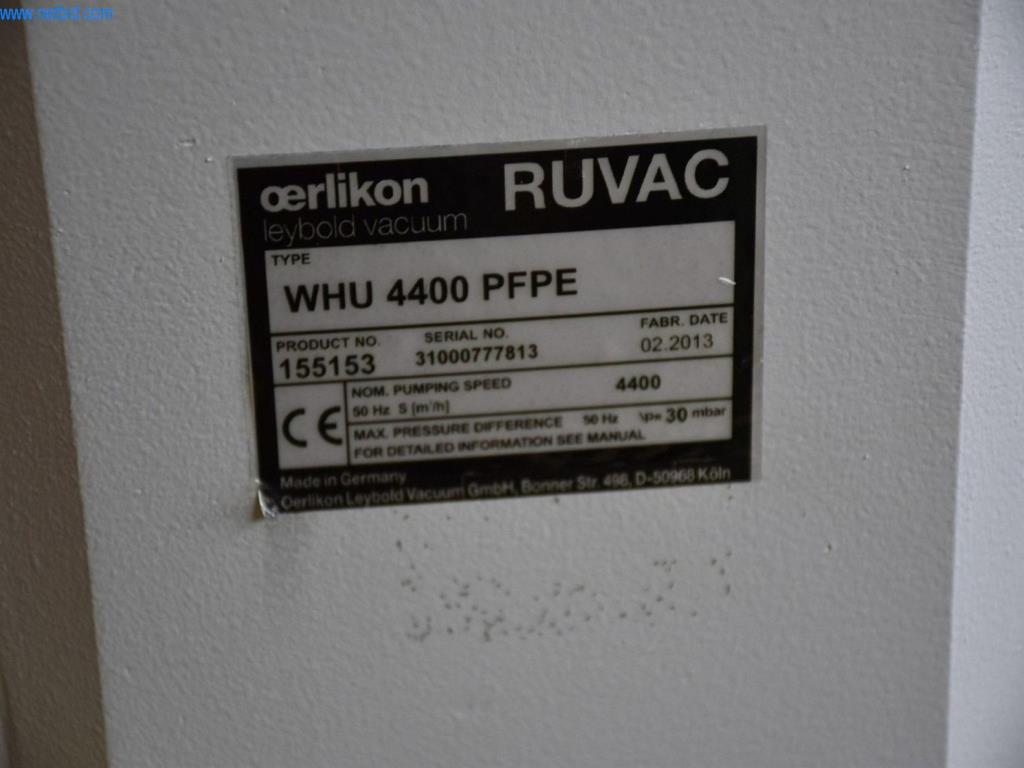 www.netbid.com
œrlikon
leybold vacuum
RUVAC
TYPE
WHU 4400 PFPE
PRODUCT NO. SERIAL NO. FABR. DATE
155153 31000777813 02.2013
CE
NOM. PUMPING SPEED 4400
50 Hz S [m³/h]
MAX. PRESSURE DIFFERENCE 50 Hz \p= 30 mbar
FOR DETAILED INFORMATION SEE MANUAL
Made in Germany
Oerlikon Leybold Vacuum GmbH, Bonner Str. 498, D-50968 Köln